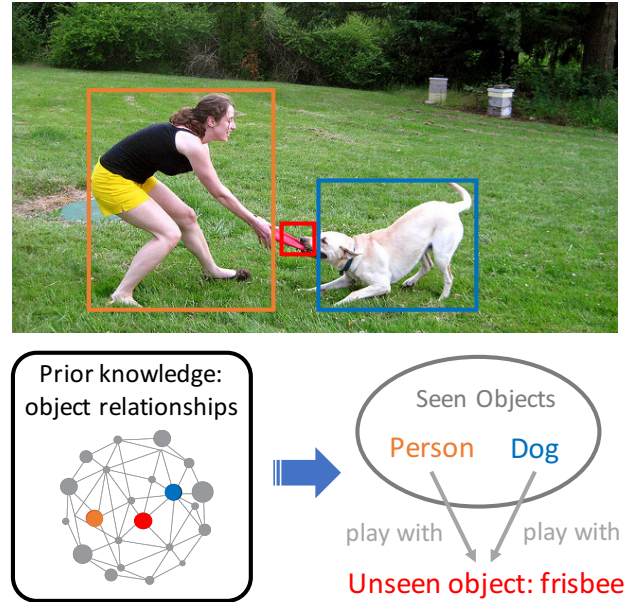 Prior knowledge:
object relationships
Seen Objects
Person Dog
play with play with
Unseen object: frisbee